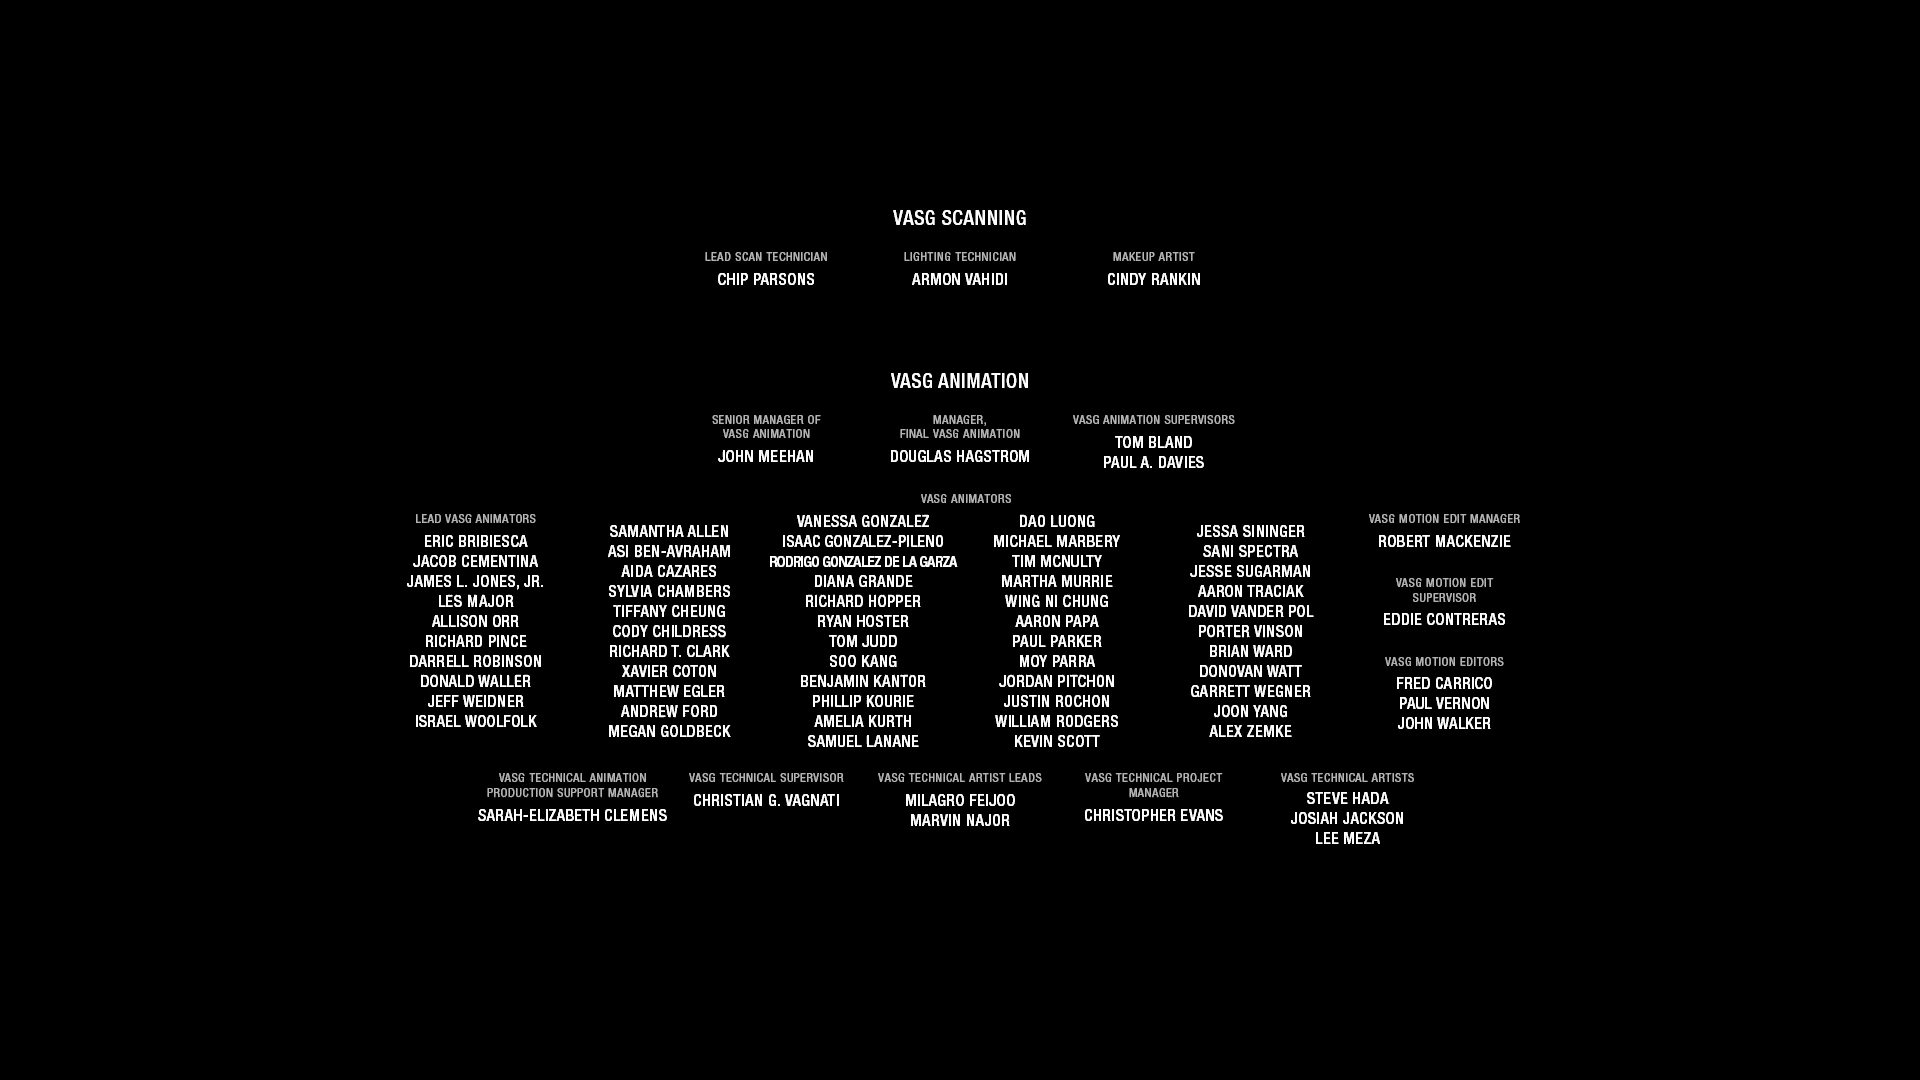 VASG SCANNING
LEAD SCAN TECHNICIAN
CHIP PARSONS
LIGHTING TECHNICIAN
ARMON VAHIDI
MAKEUP ARTIST
CINDY RANKIN
VASG ANIMATION
SENIOR MANAGER OF
VASG ANIMATION
JOHN MEEHAN
MANAGER,
FINAL VASG ANIMATION
DOUGLAS HAGSTROM
VASG ANIMATION SUPERVISORS
TOM BLAND
PAUL A. DAVIES
LEAD VASG ANIMATORS
ERIC BRIBIESCA
JACOB CEMENTINA
JAMES L. JONES, JR.
LES MAJOR
ALLISON ORR
RICHARD PINCE
DARRELL ROBINSON
DONALD WALLER
JEFF WEIDNER
ISRAEL WOOLFOLK
VASG ANIMATORS
SAMANTHA ALLEN
ASI BEN-AVRAHAM
AIDA CAZARES
SYLVIA CHAMBERS
TIFFANY CHEUNG
CODY CHILDRESS
RICHARD T. CLARK
XAVIER COTON
MATTHEW EGLER
ANDREW FORD
MEGAN GOLDBECK
VANESSA GONZALEZ
ISAAC GONZALEZ-PILENO
RODRIGO GONZALEZ DE LA GARZA
DIANA GRANDE
RICHARD HOPPER
RYAN HOSTER
TOM JUDD
SOO KANG
BENJAMIN KANTOR
PHILLIP KOURIE
AMELIA KURTH
SAMUEL LANANE
DAO LUONG
MICHAEL MARBERY
TIM MCNULTY
MARTHA MURRIE
WING NI CHUNG
AARON PAPA
PAUL PARKER
MOY PARRA
JORDAN PITCHON
JUSTIN ROCHON
WILLIAM RODGERS
KEVIN SCOTT
JESSA SININGER
SANI SPECTRA
JESSE SUGARMAN
AARON TRACIAK
DAVID VANDER POL
PORTER VINSON
BRIAN WARD
DONOVAN WATT
GARRETT WEGNER
JOON YANG
ALEX ZEMKE
VASG MOTION EDIT MANAGER
ROBERT MACKENZIE
VASG MOTION EDIT
SUPERVISOR
EDDIE CONTRERAS
VASG MOTION EDITORS
FRED CARRICO
PAUL VERNON
JOHN WALKER
VASG TECHNICAL ANIMATION
PRODUCTION SUPPORT MANAGER
SARAH-ELIZABETH CLEMENS
VASG TECHNICAL SUPERVISOR
CHRISTIAN G. VAGNATI
VASG TECHNICAL ARTIST LEADS
MILAGRO FEIJOO
MARVIN NAJOR
VASG TECHNICAL PROJECT
MANAGER
CHRISTOPHER EVANS
VASG TECHNICAL ARTISTS
STEVE HADA
JOSIAH JACKSON
LEE MEZA